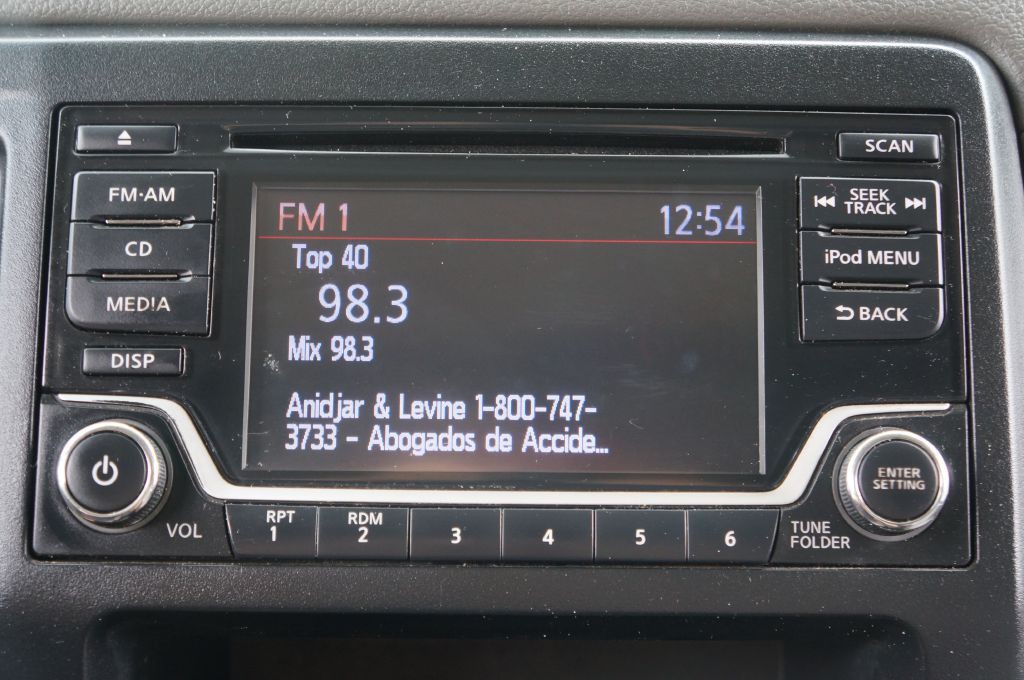 SCAN
FM·AM
CD
MEDIA
DISP
SEEK
TRACK
iPod MENU
BACK
FM 1 12:54
Top 40
98.3
Mix 98.3
Anidjar & Levine 1-800-747-
3733 - Abogados de Accide...
VOL
RPT
1
RDM
2
3
4
5
6
TUNE
FOLDER
ENTER
SETTING